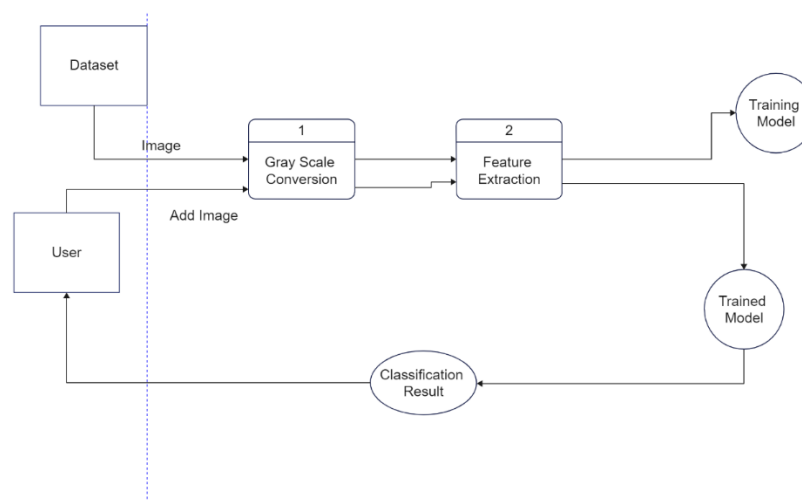 Dataset
Image
1
Gray Scale
Conversion
2
Feature
Extraction
Training
Model
Add Image
User
Trained
Model
Classification
Result